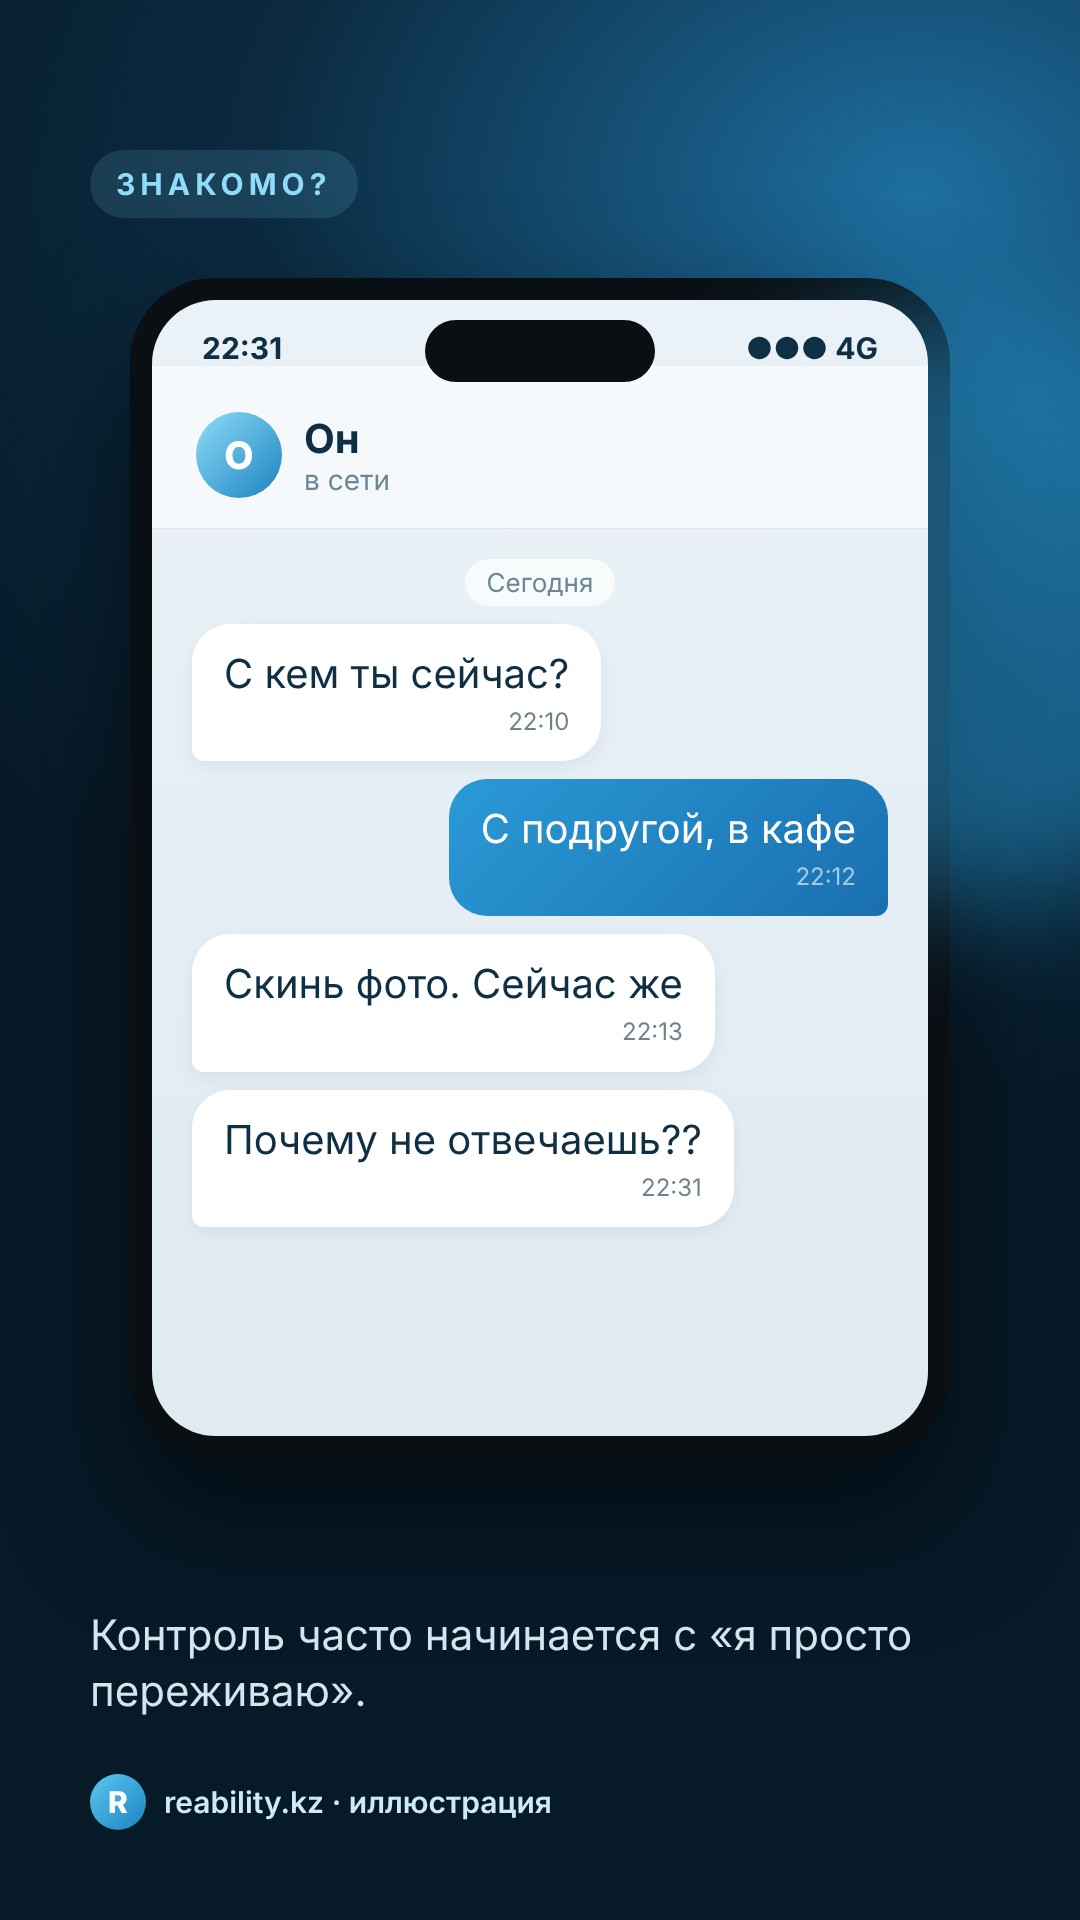 ЗНАКОМО?
22:31
4G
О
Он
в сети
Сегодня
С кем ты сейчас?
22:10
С подругой, в кафе
22:12
Скинь фото. Сейчас же
22:13
Почему не отвечаешь??
22:31
Контроль часто начинается с «я просто
переживаю».
R
reability.kz · иллюстрация